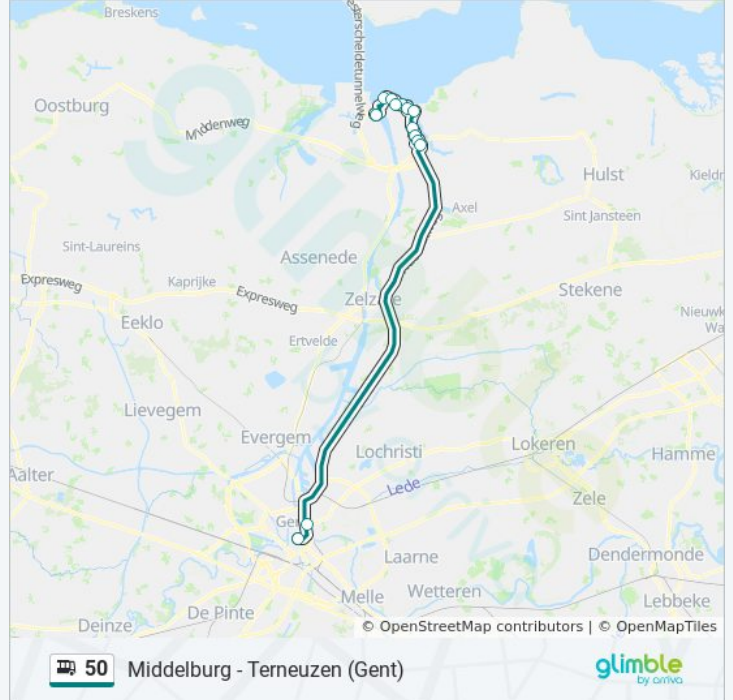 Breskens
Westerscheldetunnelweg
Oostburg
Middenweg
Hulst
Kieldr
Axel
Sint Jansteen
Sint-Laureins
Assenede
Expresweg
Kaprijke
Expresweg
Zelzate
Stekene
Nieuwk
Wa
Eeklo
Ertvelde
Lievegem
Evergem
Lochristi
Lokeren
Hamme
Aalter
Lede
Zele
Gent
Laarne
Dendermonde
Melle
Wetteren
Lebbeke
De Pinte
Deinze
© OpenStreetMap contributors | © OpenMapTiles
50 Middelburg - Terneuzen (Gent)
glimble
by arriva